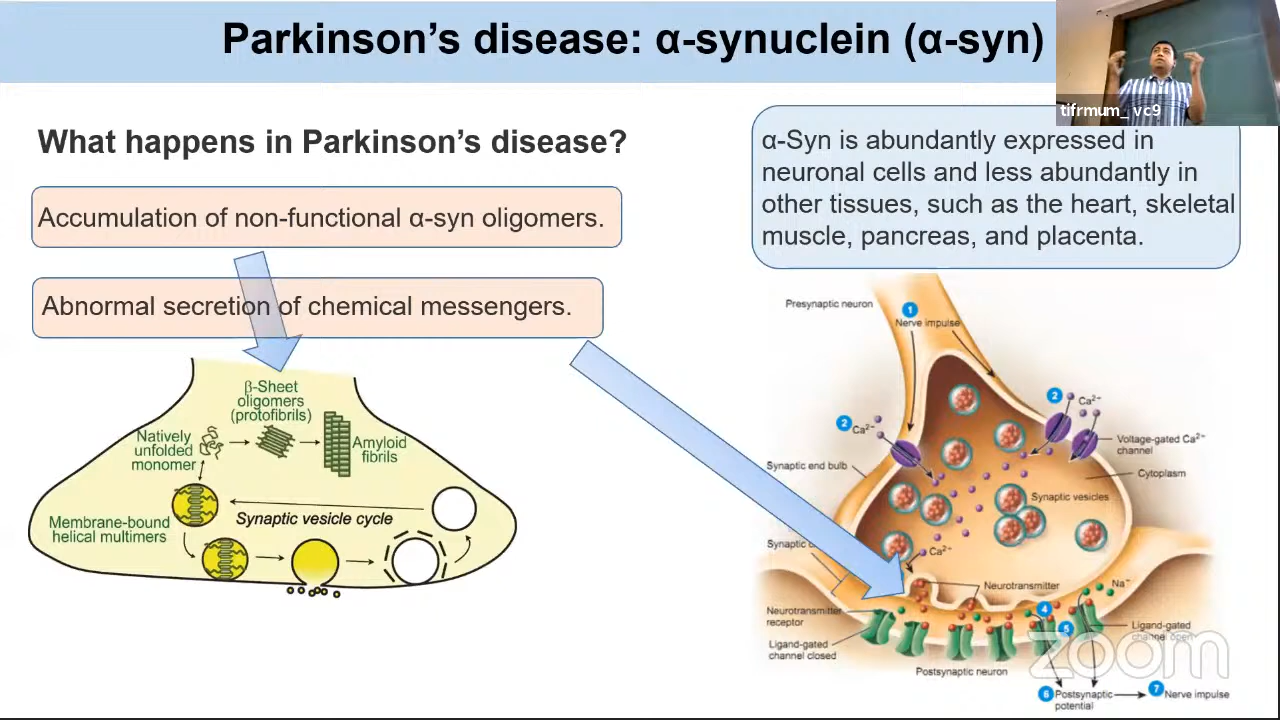 Parkinson's disease: α-synuclein (α-syn)
tifrmum_ vc9
What happens in Parkinson's disease?
Accumulation of non-functional α-syn oligomers.
Abnormal secretion of chemical messengers.
α-Syn is abundantly expressed in
neuronal cells and less abundantly in
other tissues, such as the heart, skeletal
muscle, pancreas, and placenta.
β-Sheet
oligomers
(protofibrils)
Natively
unfolded
monomer
Amyloid
fibrils
Membrane-bound
helical multimers
Synaptic vesicle cycle
Presynaptic neuron
1
Nerve impulse
2
Ca²⁻
2
Ca²⁻
Voltage-gated Ca²⁻
channel
Synaptic end bulb
Cytoplasm
Synaptic vesicles
Synaptic
Ca²⁻
Neurotransmitter
Na⁻
Neurotransmitter
receptor
4
5
Ligand-gated
channel open
Ligand-gated
channel closed
Postsynaptic neuron
6 Postsynaptic
potential
7 Nerve impulse
zoom